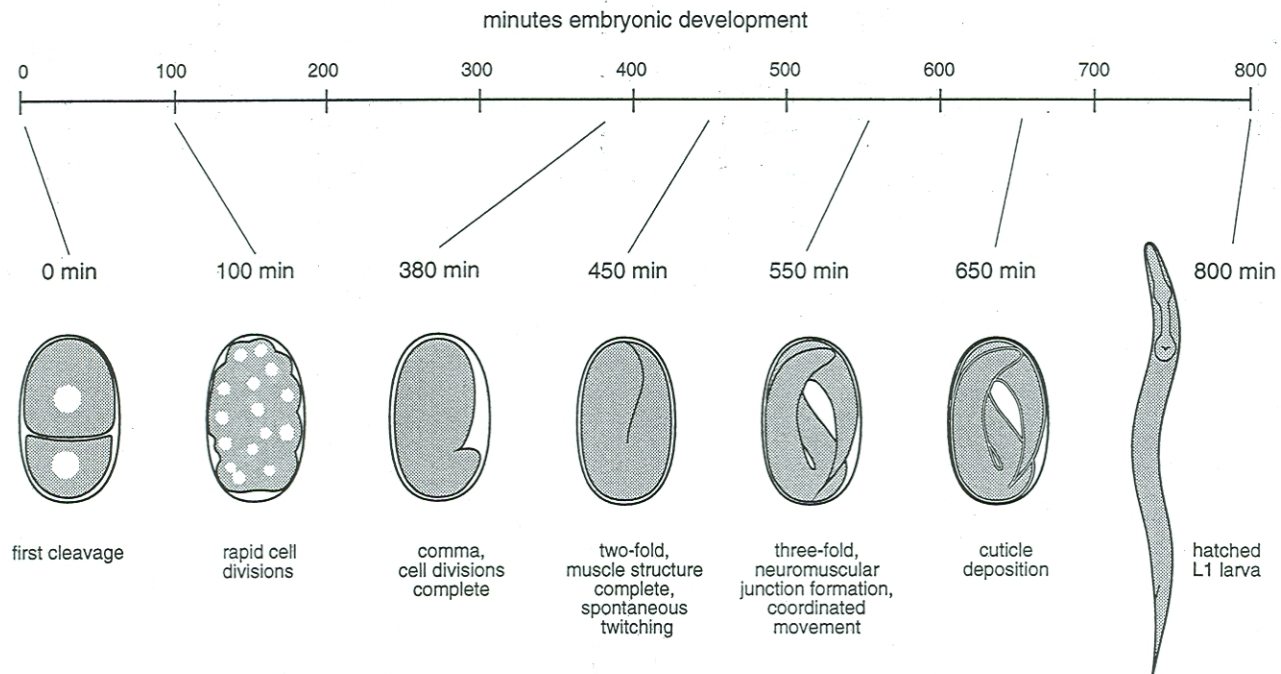 minutes embryonic development
0 100 200 300 400 500 600 700 800
0 min
100 min
380 min
450 min
550 min
650 min
800 min
first cleavage
rapid cell
divisions
comma,
cell divisions
complete
two-fold,
muscle structure
complete,
spontaneous
twitching
three-fold,
neuromuscular
junction formation,
coordinated
movement
cuticle
deposition
hatched
L1 larva